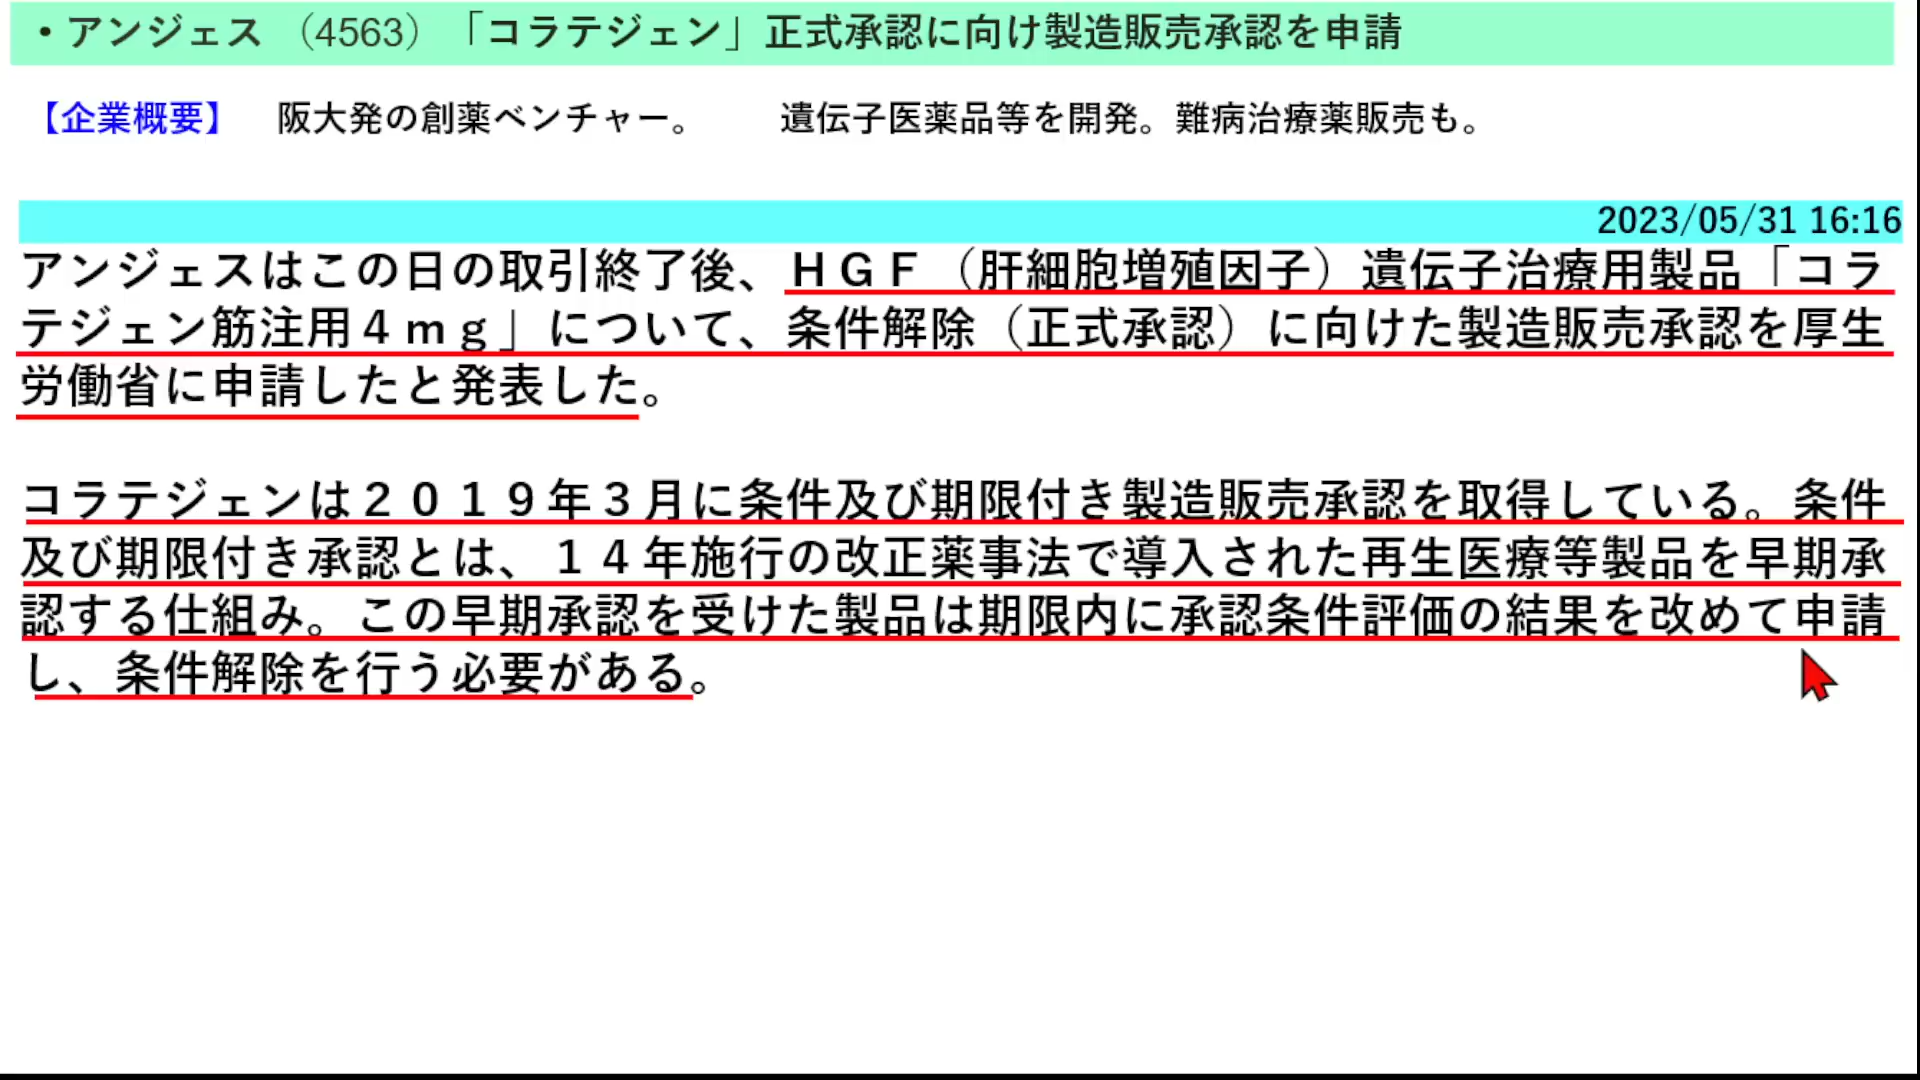 ・アンジェス （4563）「コラテジェン」正式承認に向け製造販売承認を申請
【企業概要】 阪大発の創薬ベンチャー。 遺伝子医薬品等を開発。難病治療薬販売も。
2023/05/31 16:16
アンジェスはこの日の取引終了後、ＨＧＦ（肝細胞増殖因子）遺伝子治療用製品「コラ
テジェン筋注用４ｍｇ」について、条件解除（正式承認）に向けた製造販売承認を厚生
労働省に申請したと発表した。
コラテジェンは２０１９年３月に条件及び期限付き製造販売承認を取得している。条件
及び期限付き承認とは、１４年施行の改正薬事法で導入された再生医療等製品を早期承
認する仕組み。この早期承認を受けた製品は期限内に承認条件評価の結果を改めて申請
し、条件解除を行う必要がある。